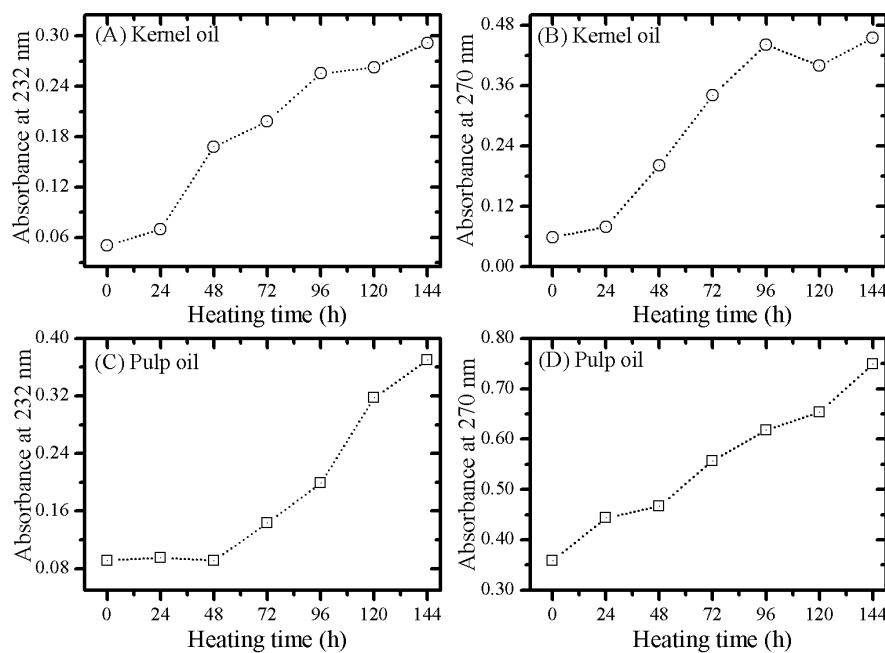 (A) Kernel oil
Absorbance at 232 nm
0.30
0.24
0.18
0.12
0.06
0 24 48 72 96 120 144
Heating time (h)
(B) Kernel oil
Absorbance at 270 nm
0.48
0.36
0.24
0.12
0.00
0 24 48 72 96 120 144
Heating time (h)
(C) Pulp oil
Absorbance at 232 nm
0.40
0.32
0.24
0.16
0.08
0 24 48 72 96 120 144
Heating time (h)
(D) Pulp oil
Absorbance at 270 nm
0.80
0.70
0.60
0.50
0.40
0.30
0 24 48 72 96 120 144
Heating time (h)